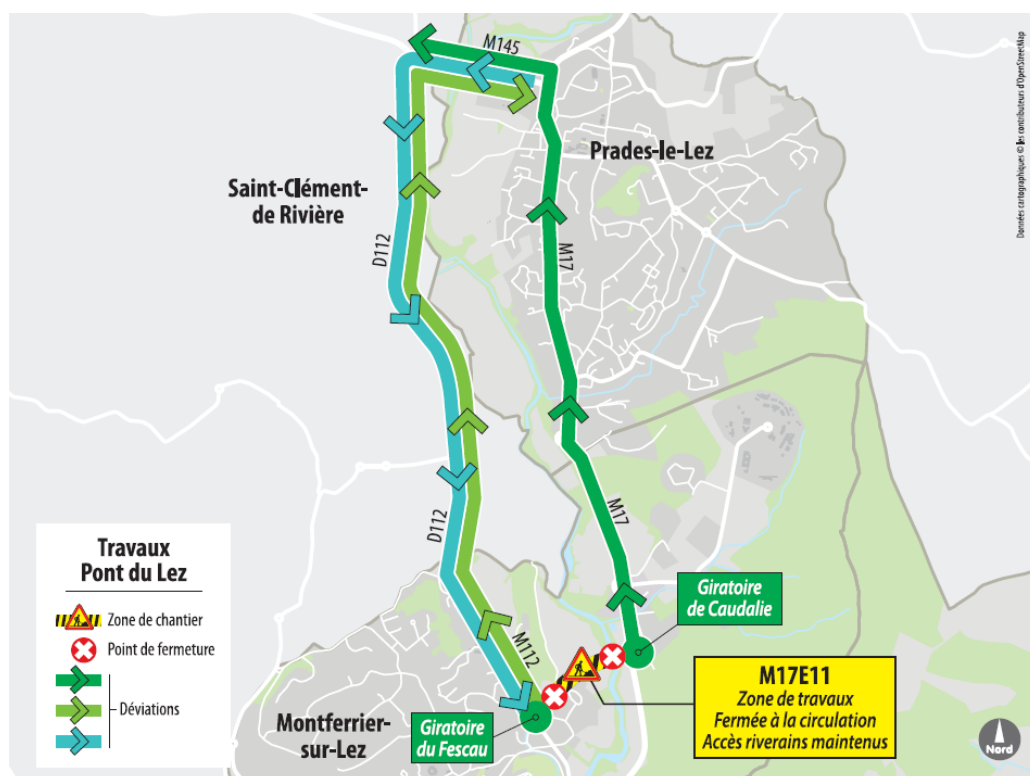 M145
Prades-le-Lez
Saint-Clément-
de Rivière
D112
M17
D112
M17
M112
Giratoire
de Caudalie
Travaux
Pont du Lez
Zone de chantier
Point de fermeture
Déviations
Montferrier-
sur-Lez
Giratoire
du Fescau
M17E11
Zone de travaux
Fermée à la circulation
Accès riverains maintenus
Nord
Données cartographiques © les contributeurs d'OpenStreetMap